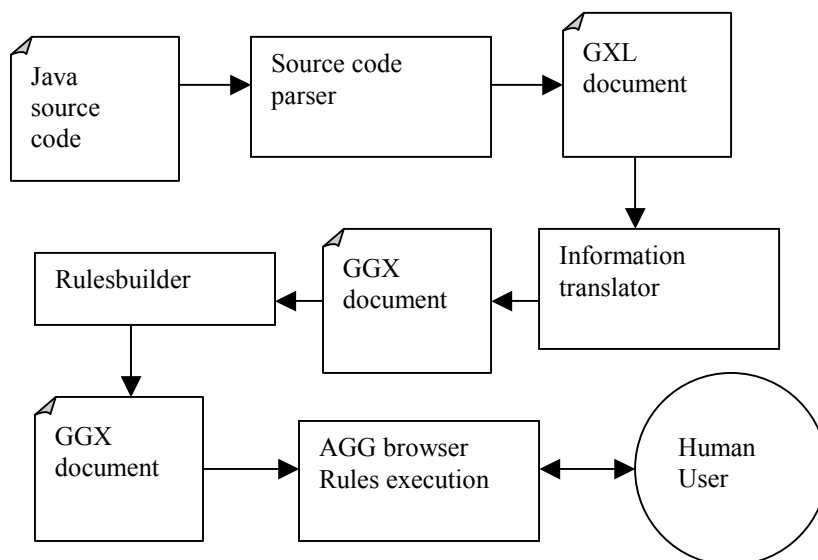 Java
source
code
Source code
parser
GXL
document
Rulesbuilder
GGX
document
Information
translator
GGX
document
AGG browser
Rules execution
Human
User